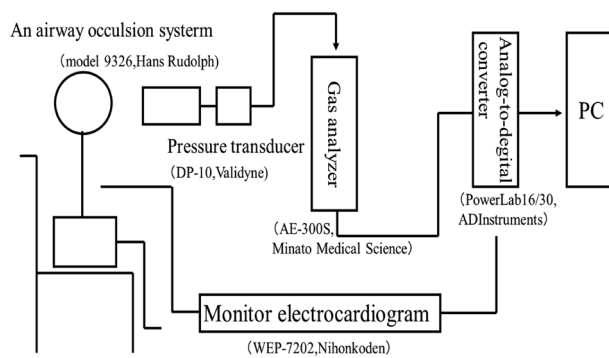 An airway occulsion systerm
(model 9326,Hans Rudolph)
Pressure transducer
(DP-10,Validyne)
Gas analyzer
(AE-300S,
Minato Medical Science)
Analog-to-degital
converter
(PowerLab16/30,
ADInstruments)
PC
Monitor electrocardiogram
(WEP-7202,Nihonkoden)